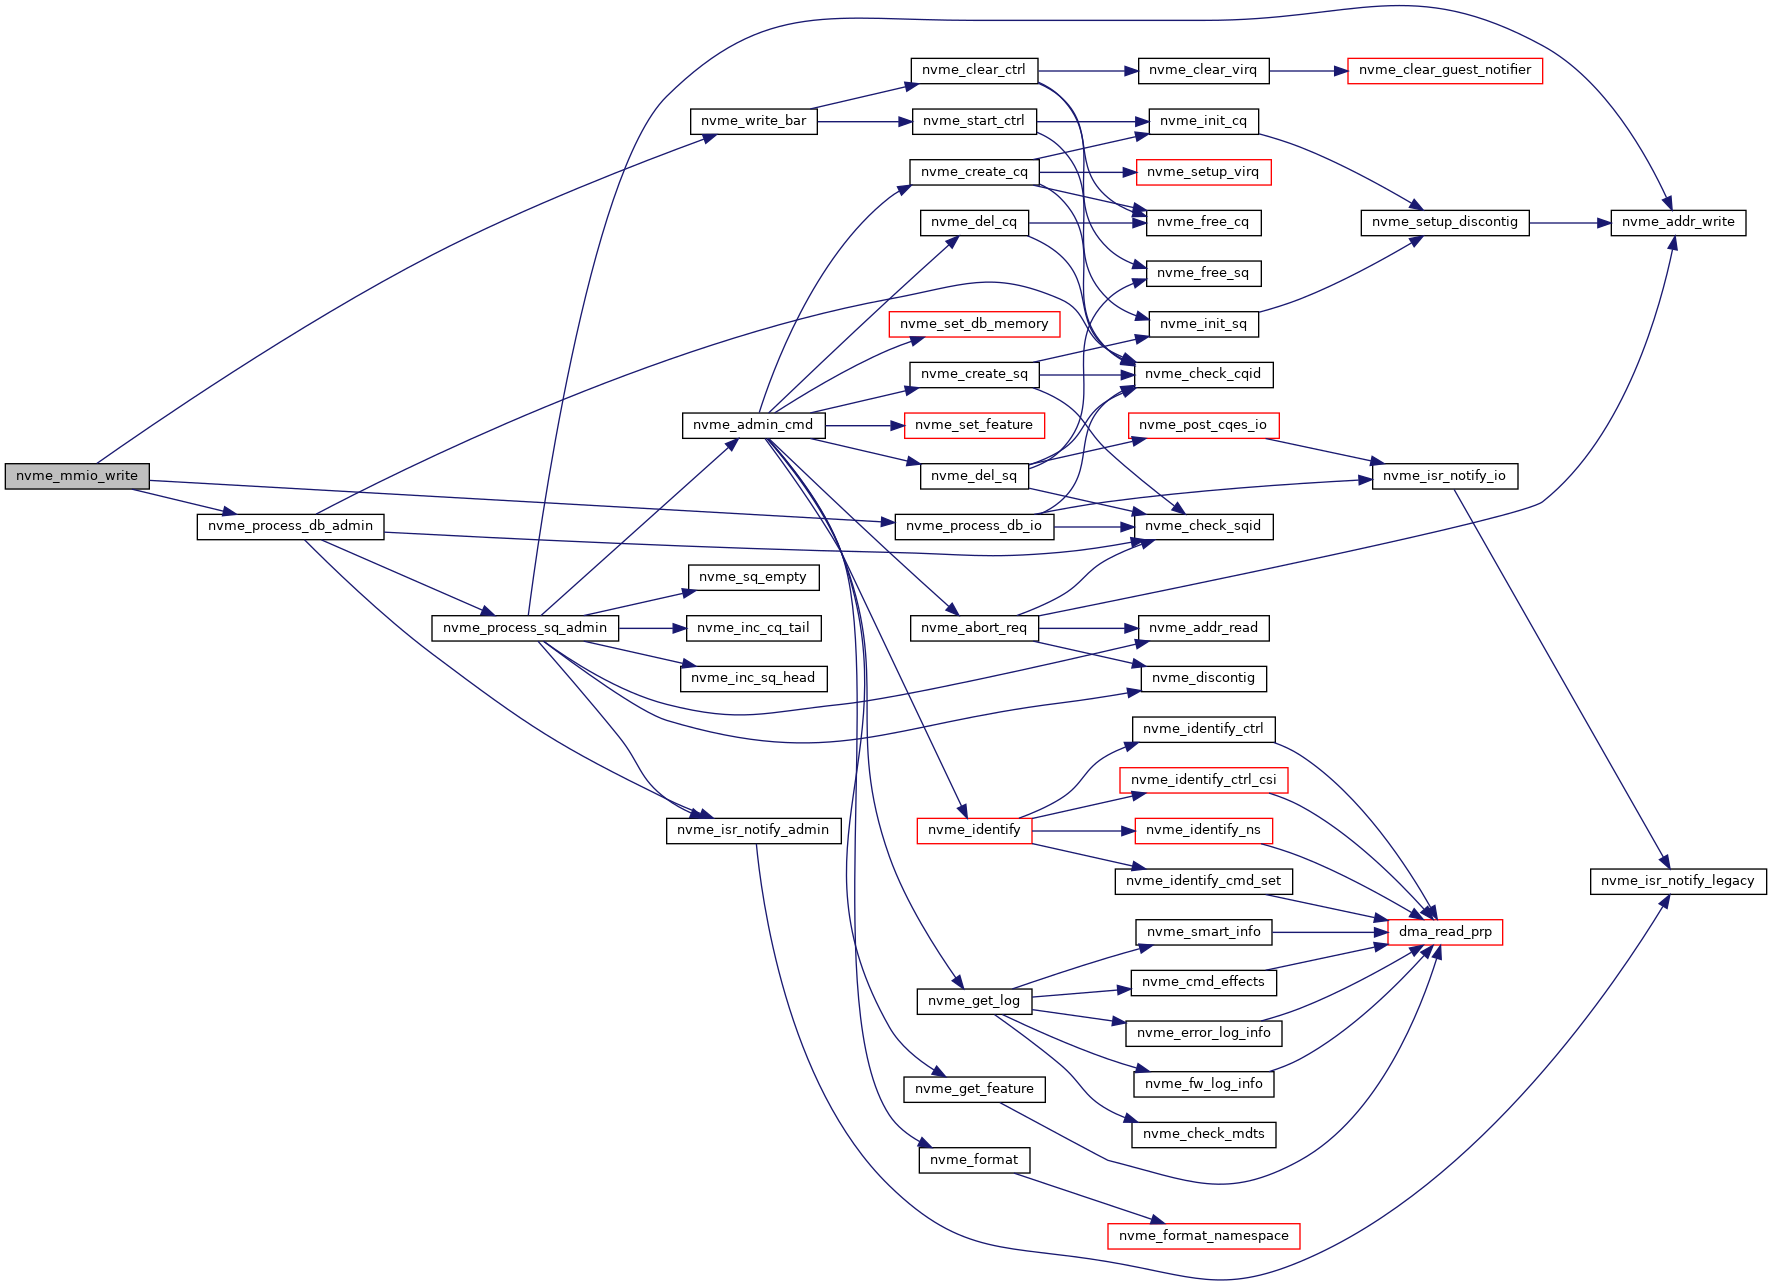 nvme_mmio_write
nvme_write_bar
nvme_process_db_admin
nvme_process_sq_admin
nvme_admin_cmd
nvme_sq_empty
nvme_inc_cq_tail
nvme_inc_sq_head
nvme_isr_notify_admin
nvme_clear_ctrl
nvme_start_ctrl
nvme_create_cq
nvme_del_cq
nvme_set_db_memory
nvme_create_sq
nvme_set_feature
nvme_del_sq
nvme_process_db_io
nvme_abort_req
nvme_identify
nvme_get_log
nvme_get_feature
nvme_format
nvme_clear_virq
nvme_init_cq
nvme_setup_virq
nvme_free_cq
nvme_free_sq
nvme_init_sq
nvme_check_cqid
nvme_post_cqes_io
nvme_check_sqid
nvme_addr_read
nvme_discontig
nvme_identify_ctrl
nvme_identify_ctrl_csi
nvme_identify_ns
nvme_identify_cmd_set
nvme_smart_info
nvme_cmd_effects
nvme_error_log_info
nvme_fw_log_info
nvme_check_mdts
nvme_format_namespace
nvme_clear_guest_notifier
nvme_setup_discontig
nvme_isr_notify_io
dma_read_prp
nvme_addr_write
nvme_isr_notify_legacy